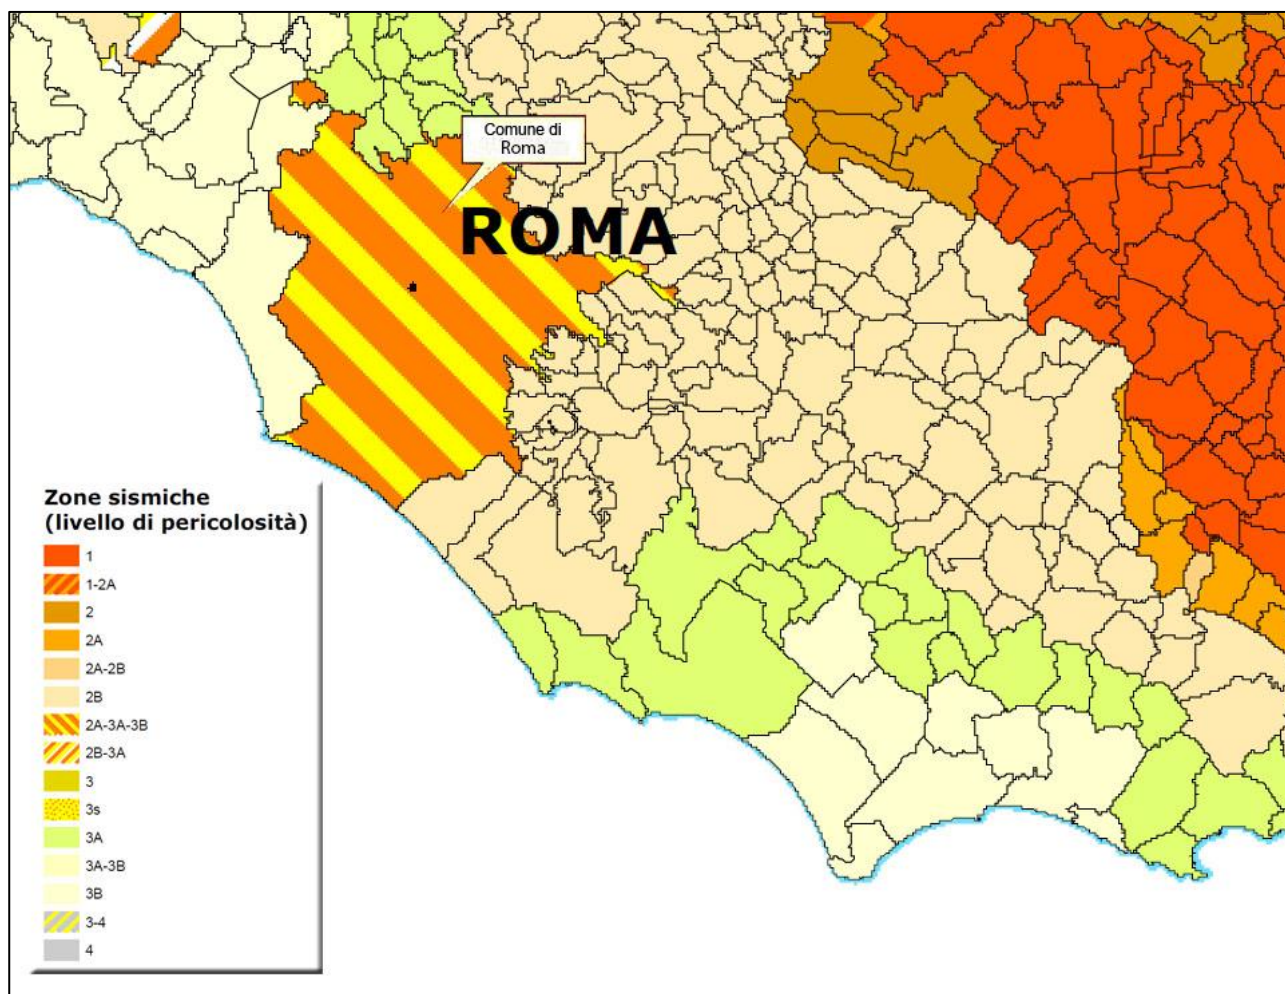 Comune di
Roma
ROMA
Zone sismiche
(livello di pericolosità)
1
1-2A
2
2A
2A-2B
2B
2A-3A-3B
2B-3A
3
3s
3A
3A-3B
3B
3-4
4